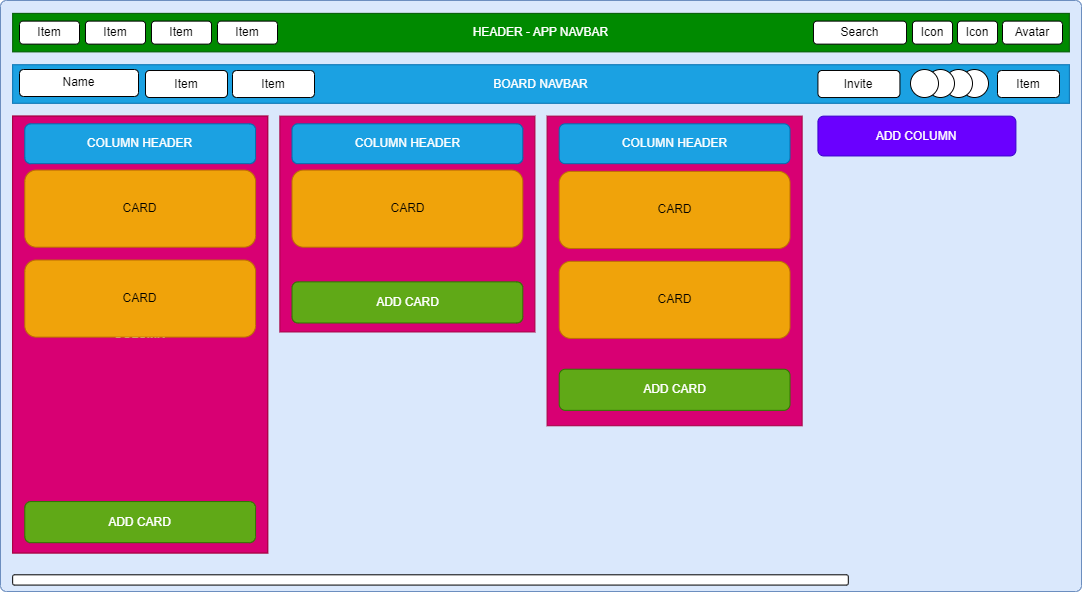 Item Item Item Item HEADER - APP NAVBAR Search Icon Icon Avatar
Name Item Item BOARD NAVBAR Invite Item
COLUMN HEADER COLUMN HEADER COLUMN HEADER ADD COLUMN
CARD CARD CARD
CARD CARD
ADD CARD
ADD CARD
ADD CARD